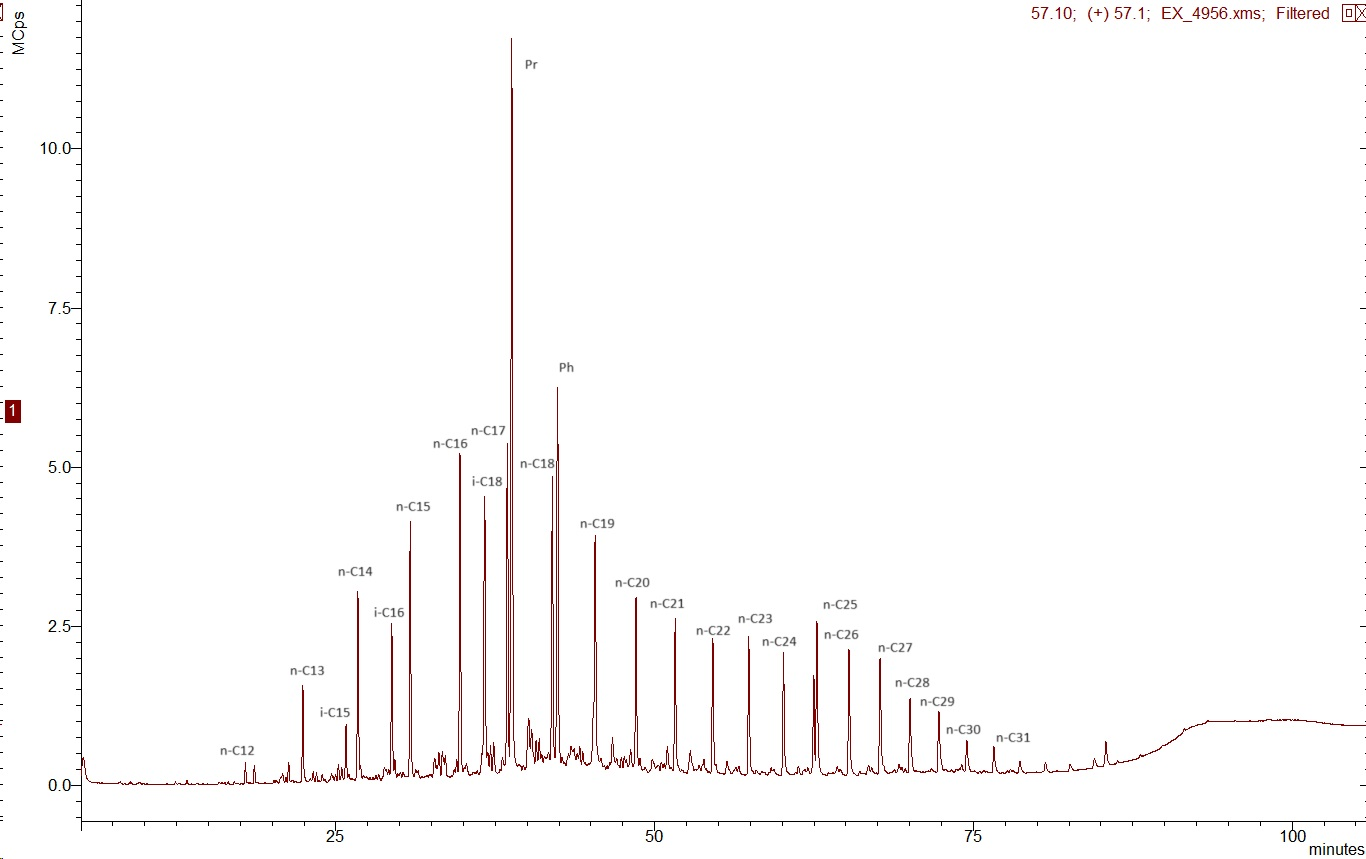 57.10; (+) 57.1; EX_4956.xms; Filtered
MCps
Pr
10.0
7.5
Ph
1
n-C17
n-C16
5.0
n-C18
i-C18
n-C15
n-C19
n-C14
n-C20
n-C21
n-C25
i-C16
n-C23
2.5
n-C22
n-C26
n-C24
n-C27
n-C13
n-C28
n-C29
i-C15
n-C30
n-C31
n-C12
0.0
25
50
75
100
minutes